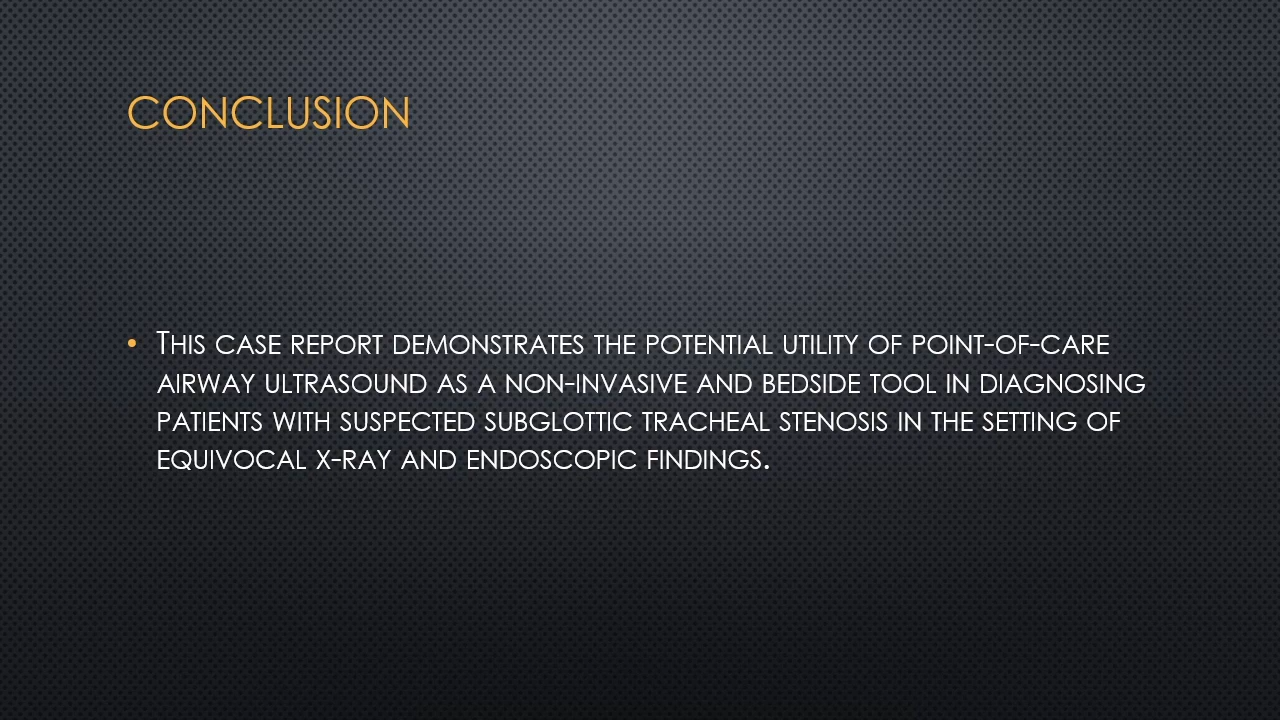 CONCLUSION
• THIS CASE REPORT DEMONSTRATES THE POTENTIAL UTILITY OF POINT-OF-CARE
AIRWAY ULTRASOUND AS A NON-INVASIVE AND BEDSIDE TOOL IN DIAGNOSING
PATIENTS WITH SUSPECTED SUBGLOTTIC TRACHEAL STENOSIS IN THE SETTING OF
EQUIVOCAL X-RAY AND ENDOSCOPIC FINDINGS.